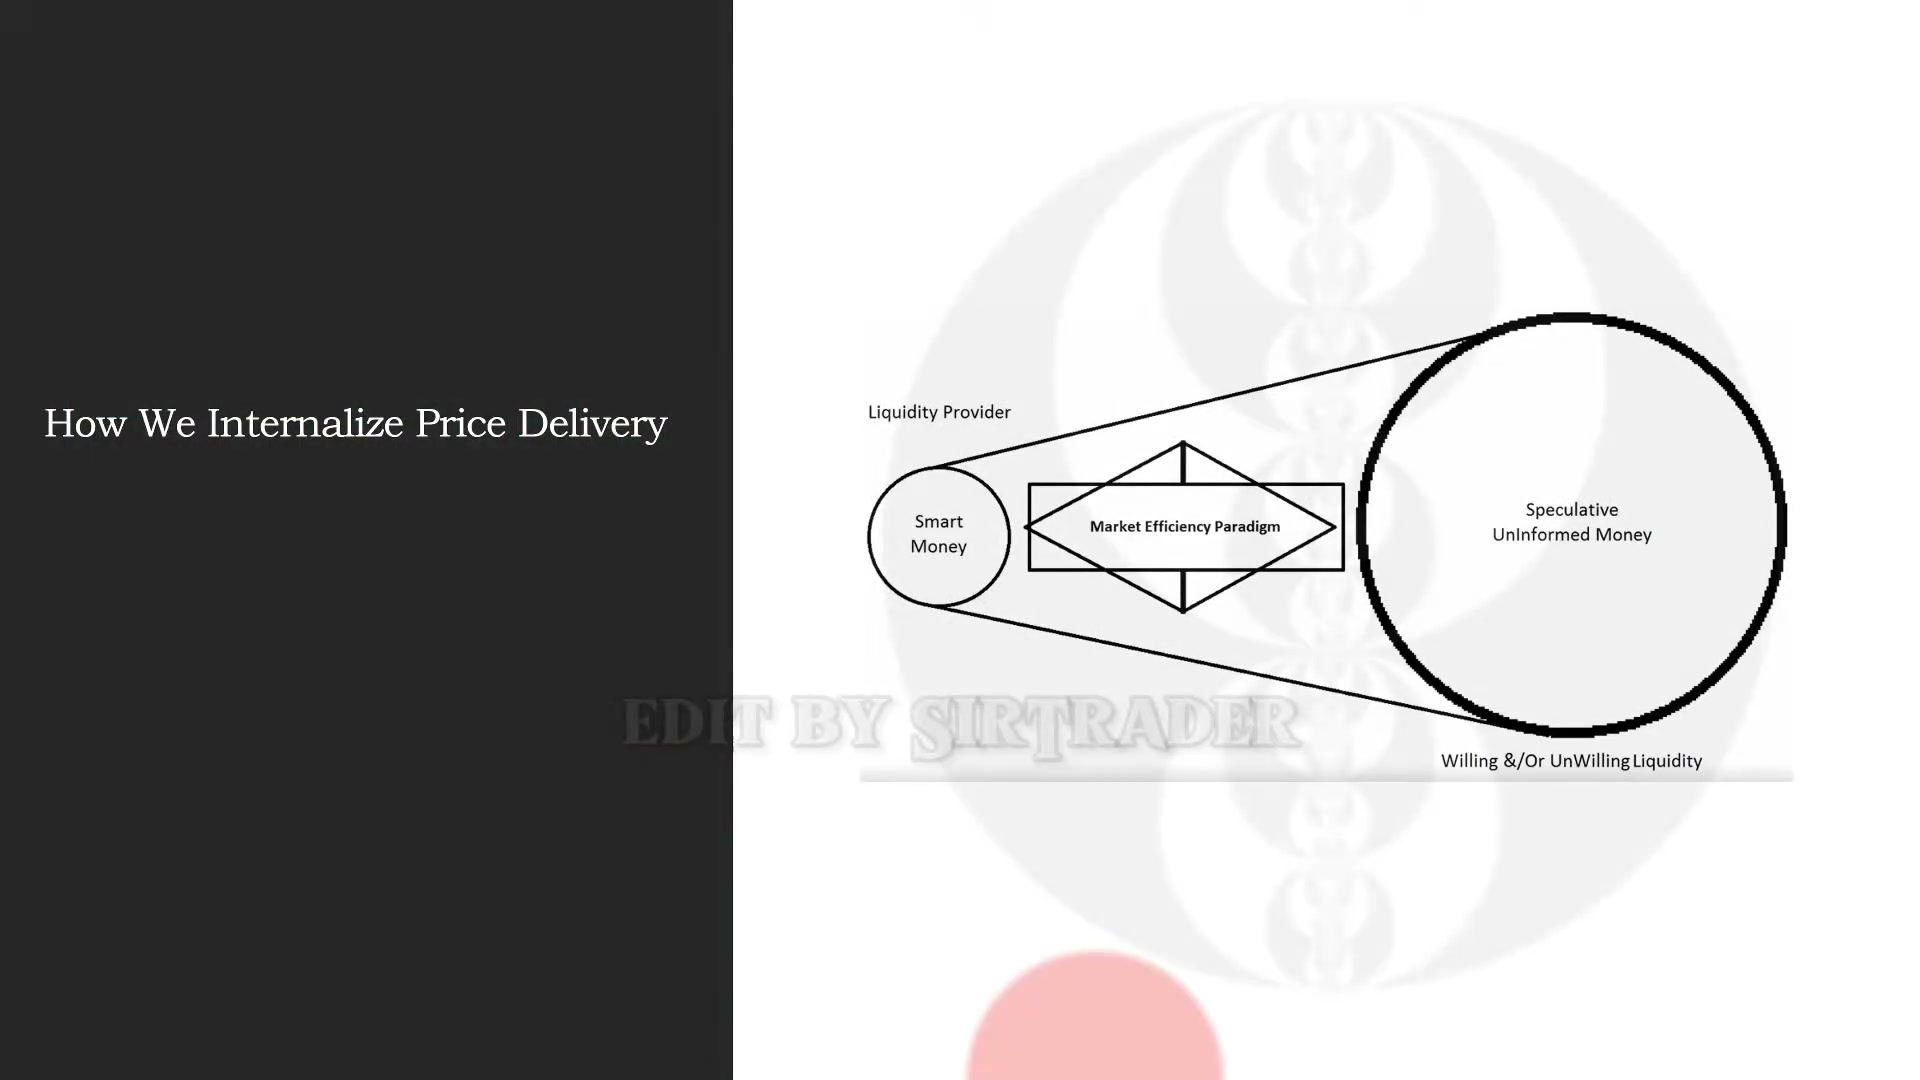 How We Internalize Price Delivery
Liquidity Provider
Smart
Money
Market Efficiency Paradigm
Speculative
UnInformed Money
EDIT BY SIRTRADER
Willing &/Or UnWilling Liquidity